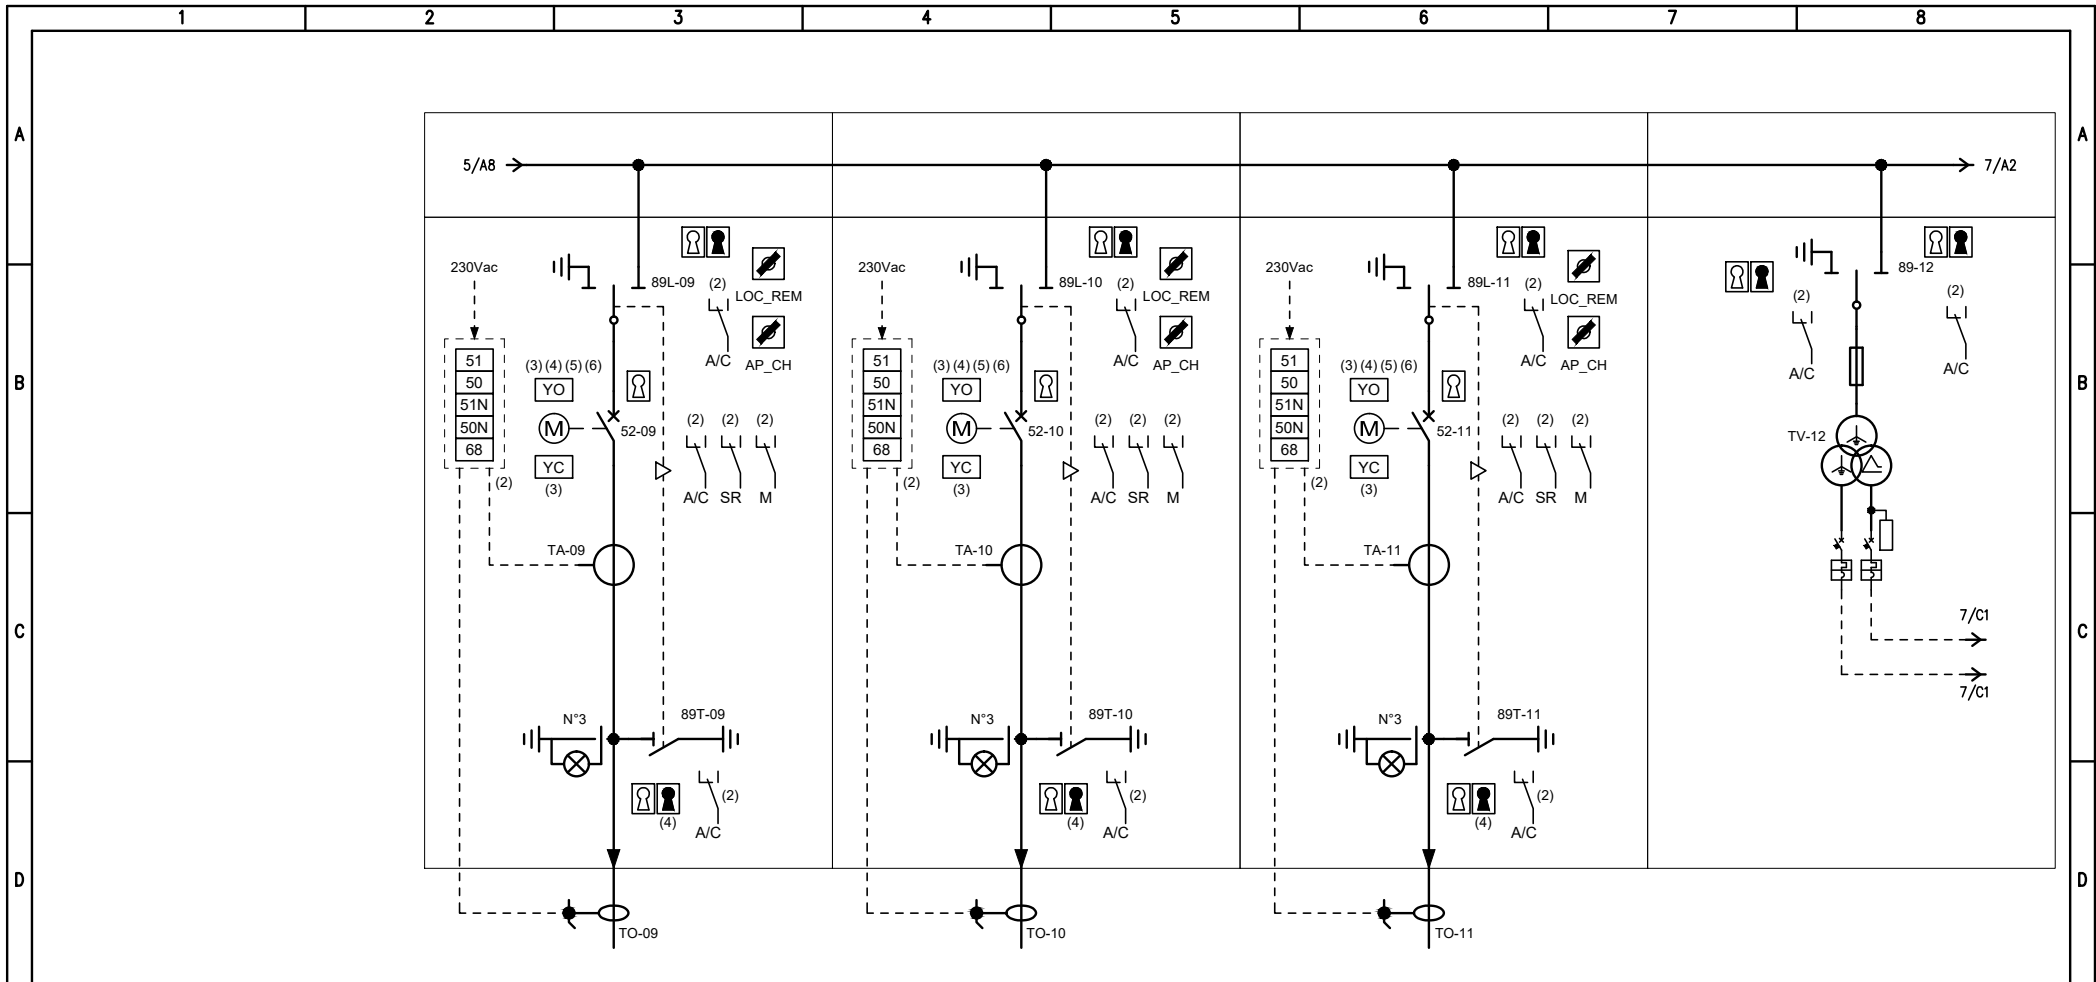 1 2 3 4 5 6 7 8
A A
5/A8 7/A2
230Vac 89L-09 (2) LOC_REM
A/C AP_CH
51
50
51N
50N
68
(2)
(3)(4)(5)(6)
YO
M
YC
(3)
52-09
(2) (2) (2)
A/C SR M
TA-09
N°3 89T-09
(4) (2)
A/C
TO-09
230Vac 89L-10 (2) LOC_REM
A/C AP_CH
51
50
51N
50N
68
(2)
(3)(4)(5)(6)
YO
M
YC
(3)
52-10
(2) (2) (2)
A/C SR M
TA-10
N°3 89T-10
(4) (2)
A/C
TO-10
230Vac 89L-11 (2) LOC_REM
A/C AP_CH
51
50
51N
50N
68
(2)
(3)(4)(5)(6)
YO
M
YC
(3)
52-11
(2) (2) (2)
A/C SR M
TA-11
N°3 89T-11
(4) (2)
A/C
TO-11
89-12
(2) (2)
A/C A/C
TV-12
7/C1
7/C1
B B
C C
D D